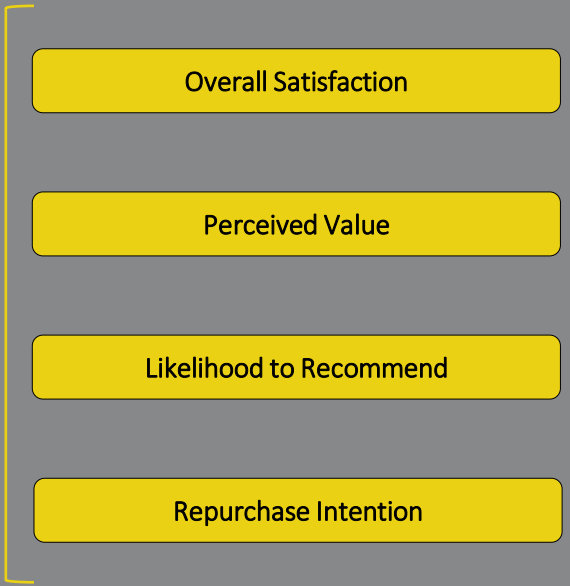 Overall Satisfaction
Perceived Value
Likelihood to Recommend
Repurchase Intention